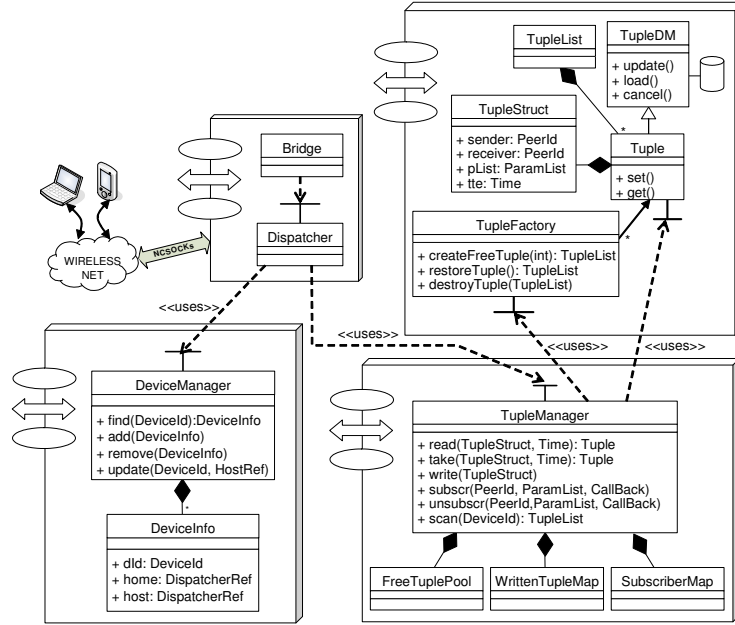 TupleList
TupleDM
+ update()
+ load()
+ cancel()
TupleStruct
+ sender: PeerId
+ receiver: PeerId
+ pList: ParamList
+ tte: Time
*
Tuple
+ set()
+ get()
Bridge
Dispatcher
WIRELESS
NET
NCSOCKs
TupleFactory
+ createFreeTuple(int): TupleList
+ restoreTuple(): TupleList
+ destroyTuple(TupleList)
*
<<uses>>
<<uses>>
<<uses>>
<<uses>>
DeviceManager
+ find(DeviceId):DeviceInfo
+ add(DeviceInfo)
+ remove(DeviceInfo)
+ update(DeviceId, HostRef)
*
DeviceInfo
+ dId: DeviceId
+ home: DispatcherRef
+ host: DispatcherRef
TupleManager
+ read(TupleStruct, Time): Tuple
+ take(TupleStruct, Time): Tuple
+ write(TupleStruct)
+ subscr(PeerId, ParamList, CallBack)
+ unsubscr(PeerId,ParamList, CallBack)
+ scan(DeviceId): TupleList
FreeTuplePool
WrittenTupleMap
SubscriberMap